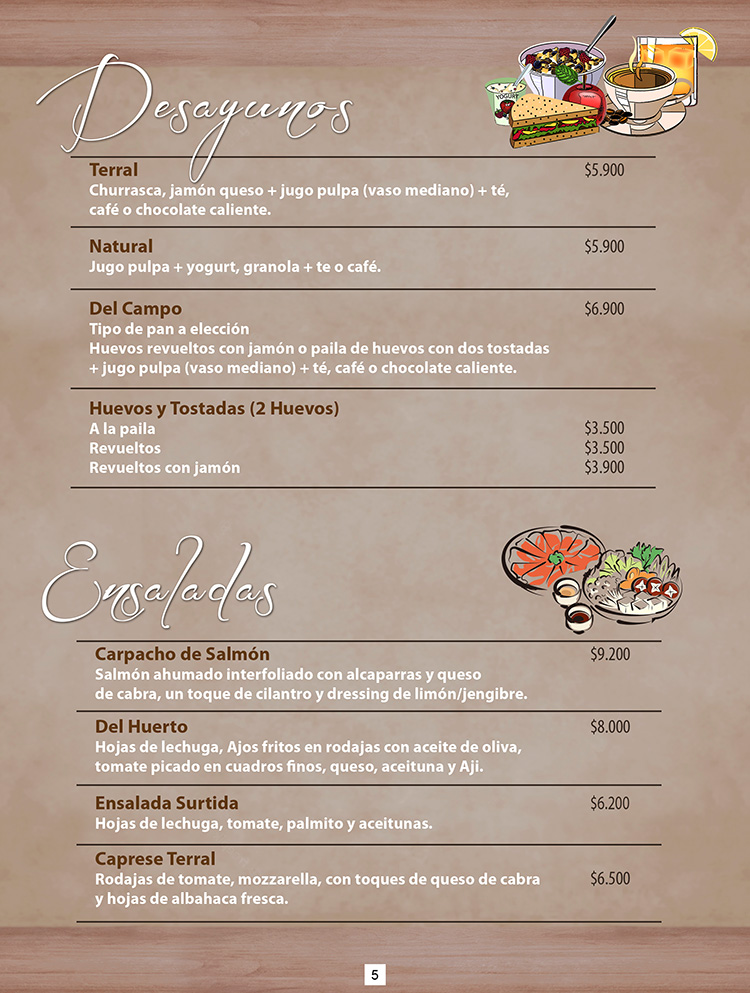 Desayunos
YOGURT
Terral $5.900
Churrasca, jamón queso + jugo pulpa (vaso mediano) + té,
café o chocolate caliente.
Natural $5.900
Jugo pulpa + yogurt, granola + te o café.
Del Campo $6.900
Tipo de pan a elección
Huevos revueltos con jamón o paila de huevos con dos tostadas
+ jugo pulpa (vaso mediano) + té, café o chocolate caliente.
Huevos y Tostadas (2 Huevos)
A la paila $3.500
Revueltos $3.500
Revueltos con jamón $3.900
Ensaladas
Carpacho de Salmón $9.200
Salmón ahumado interfoliado con alcaparras y queso
de cabra, un toque de cilantro y dressing de limón/jengibre.
Del Huerto $8.000
Hojas de lechuga, Ajos fritos en rodajas con aceite de oliva,
tomate picado en cuadros finos, queso, aceituna y Aji.
Ensalada Surtida $6.200
Hojas de lechuga, tomate, palmito y aceitunas.
Caprese Terral
Rodajas de tomate, mozzarella, con toques de queso de cabra $6.500
y hojas de albahaca fresca.
5